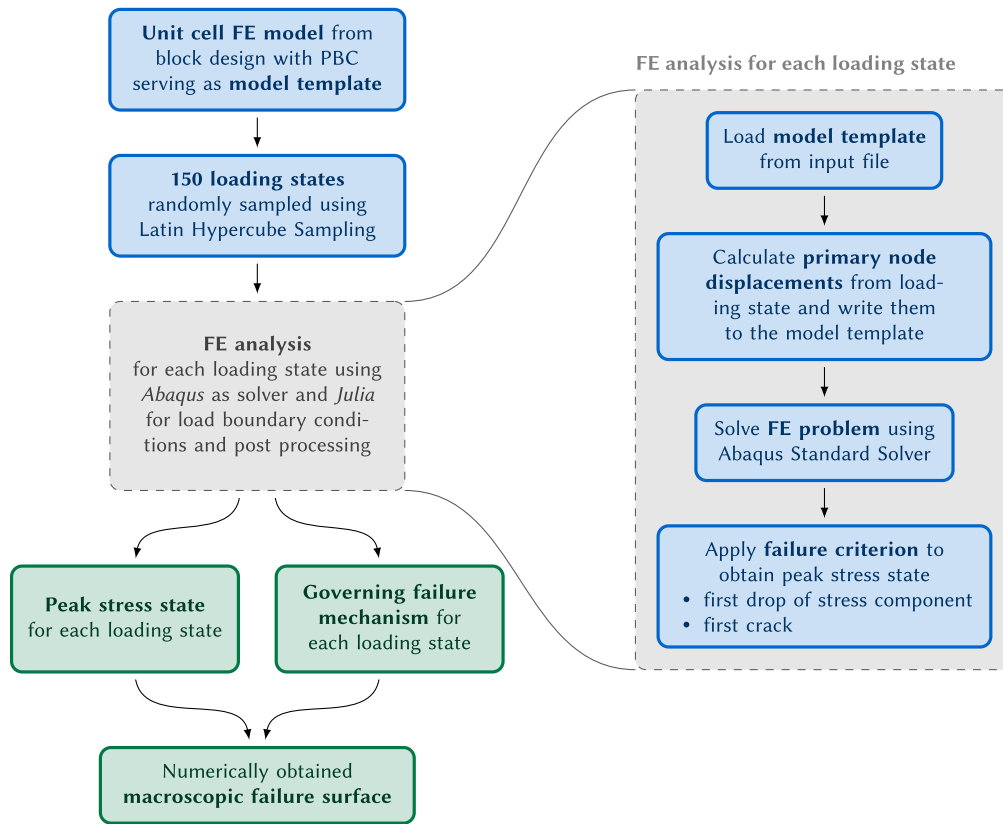 Unit cell FE model from
block design with PBC
serving as model template
150 loading states
randomly sampled using
Latin Hypercube Sampling
FE analysis
for each loading state using
Abaqus as solver and Julia
for load boundary condi-
tions and post processing
Peak stress state
for each loading state
Governing failure
mechanism for
each loading state
Numerically obtained
macroscopic failure surface
FE analysis for each loading state
Load model template
from input file
Calculate primary node
displacements from load-
ing state and write them
to the model template
Solve FE problem using
Abaqus Standard Solver
Apply failure criterion to
obtain peak stress state
• first drop of stress component
• first crack